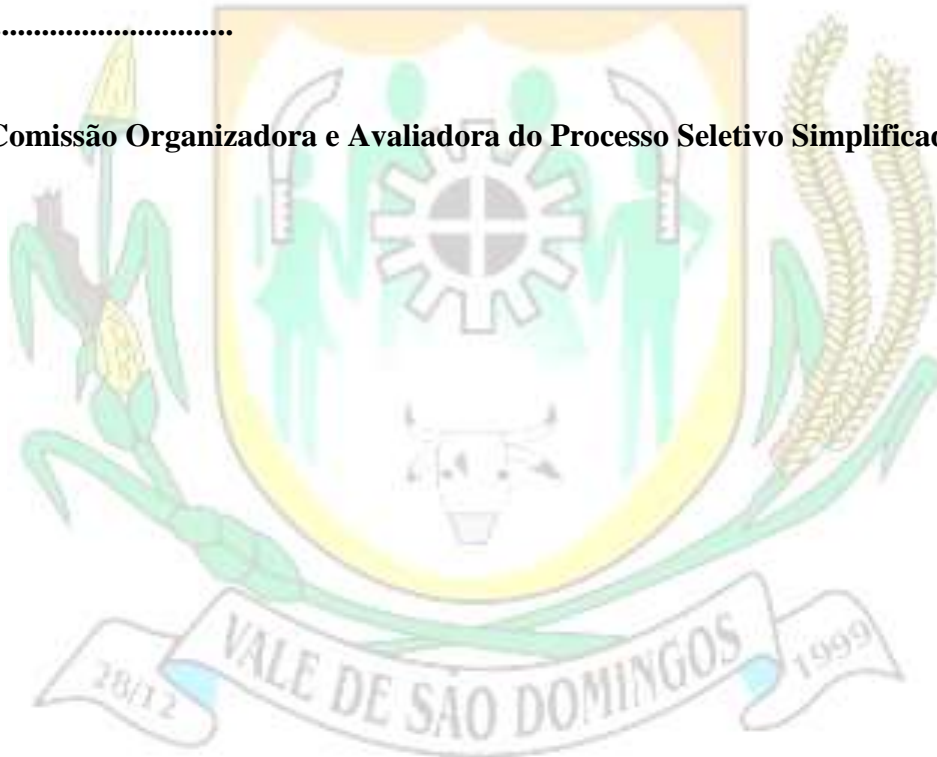 ..............................
Comissão Organizadora e Avaliadora do Processo Seletivo Simplificad
28/12 VALE DE SÃO DOMINGOS 1999